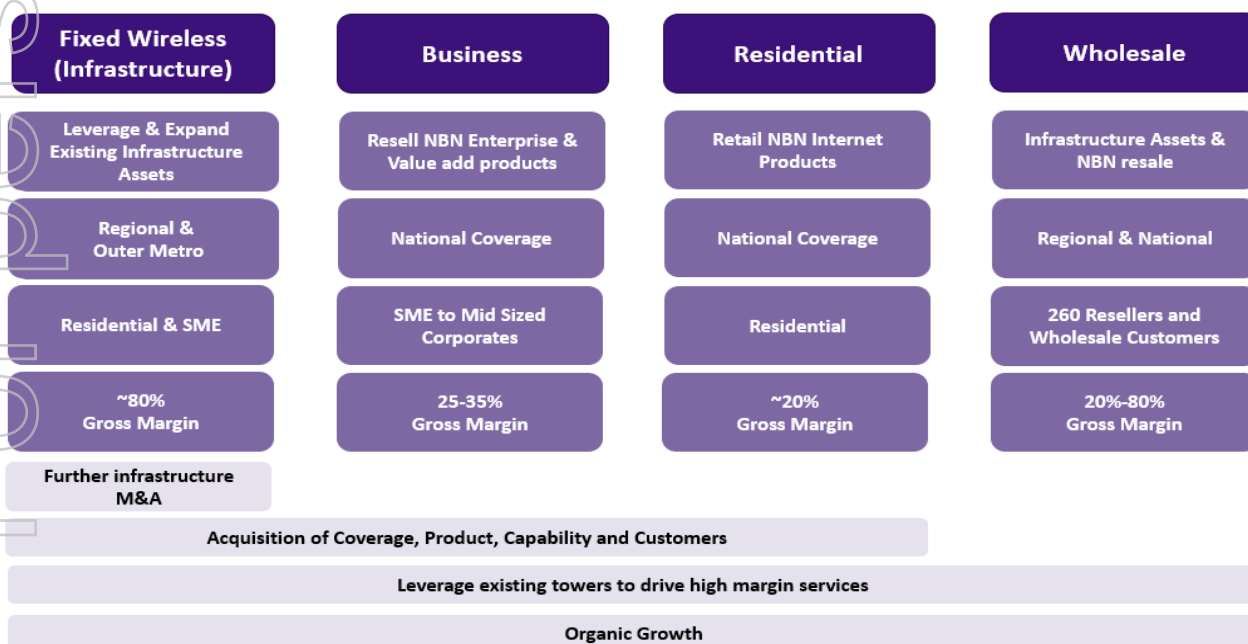 Fixed Wireless
(Infrastructure)
Business
Residential
Wholesale
Leverage & Expand
Existing Infrastructure
Assets
Resell NBN Enterprise &
Value add products
Retail NBN Internet
Products
Infrastructure Assets &
NBN resale
Regional &
Outer Metro
National Coverage
National Coverage
Regional & National
Residential & SME
SME to Mid Sized
Corporates
Residential
260 Resellers and
Wholesale Customers
~80%
Gross Margin
25-35%
Gross Margin
~20%
Gross Margin
20%-80%
Gross Margin
Further infrastructure
M&A
Acquisition of Coverage, Product, Capability and Customers
Leverage existing towers to drive high margin services
Organic Growth